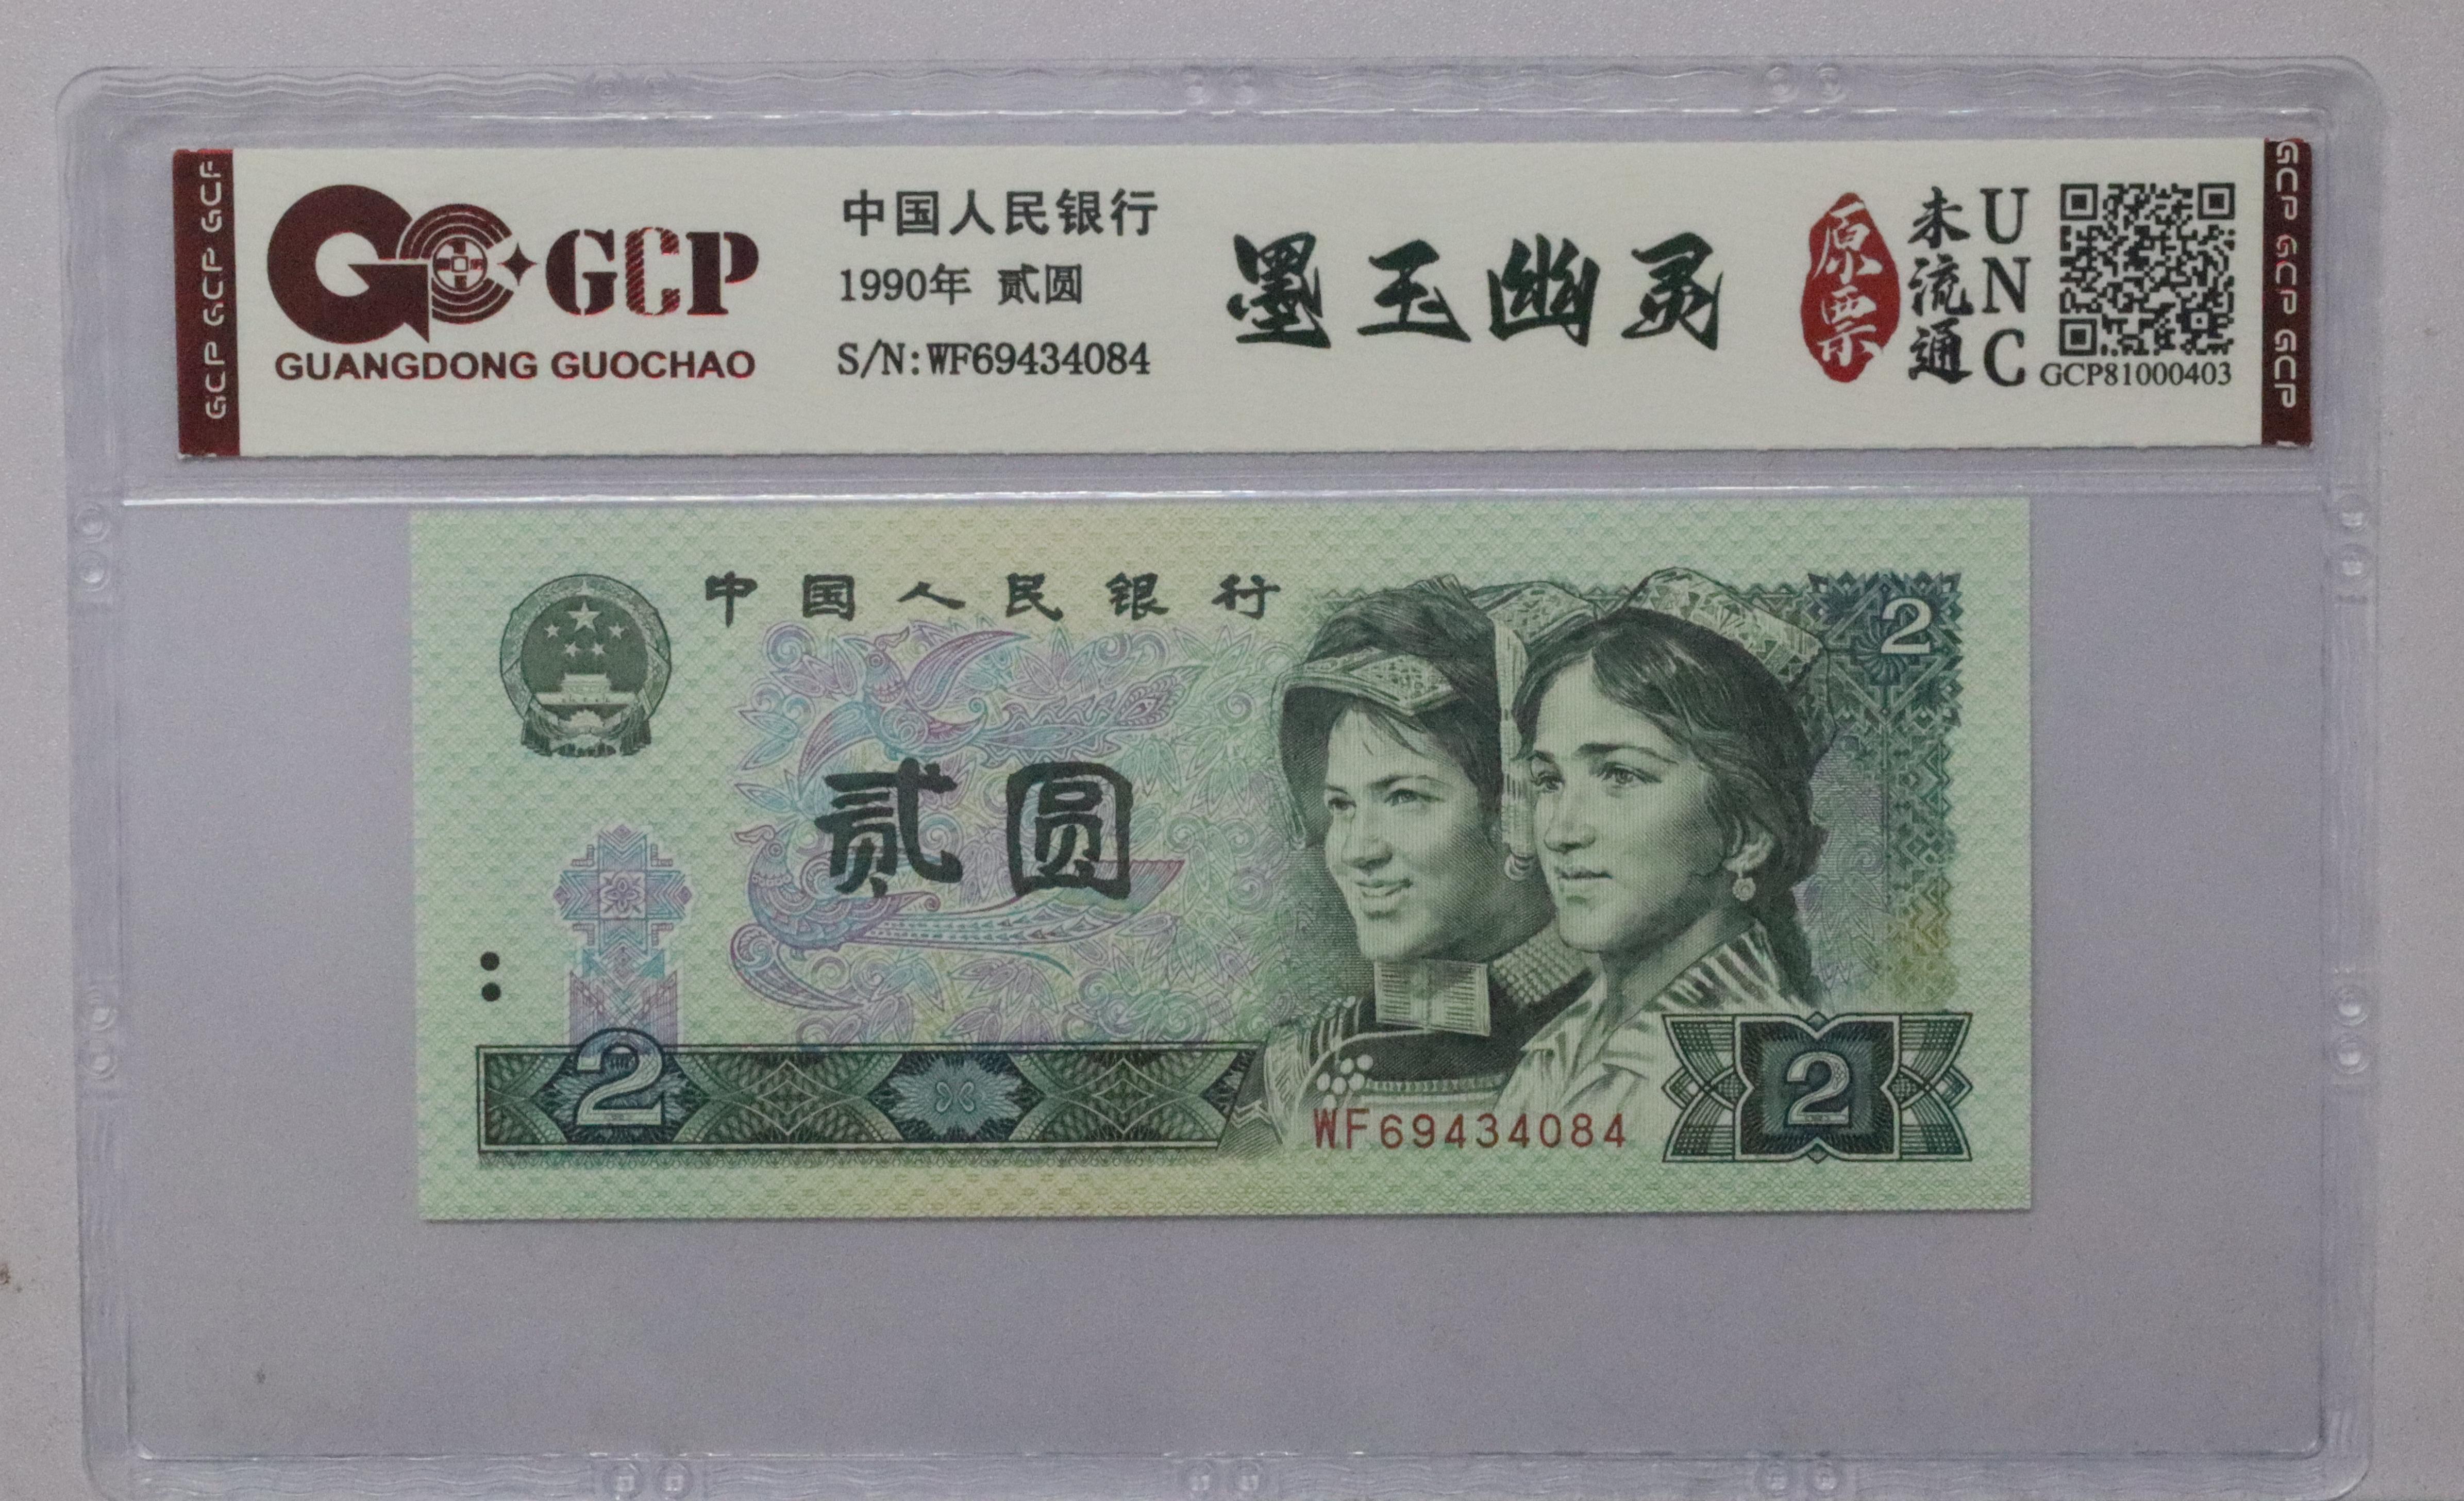 GCP GCP GCP
GCP
GUANGDONG GUOCHAO
中国人民银行
1990年 贰圆
S/N:WF69434084
墨玉幽灵
原票
未流通
UNC
GCP81000403
GCP GCP GCP
中国人民银行
2
贰圆
2
WF69434084
2